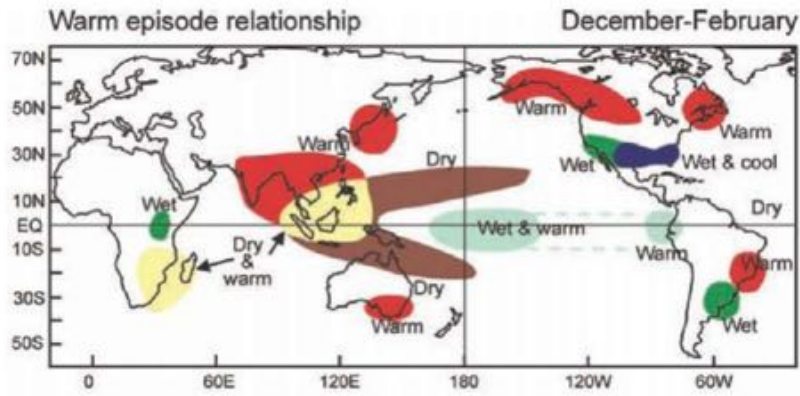 Warm episode relationship
December-February
70N
50N
30N
10N
EQ
10S
30S
50S
Warm
Dry
Warm
Warm
Wet
Wet & cool
Wet
Dry
&
warm
Wet & warm
Warm
Dry
Warm
Dry
Warm
Wet
0
60E
120E
180
120W
60W